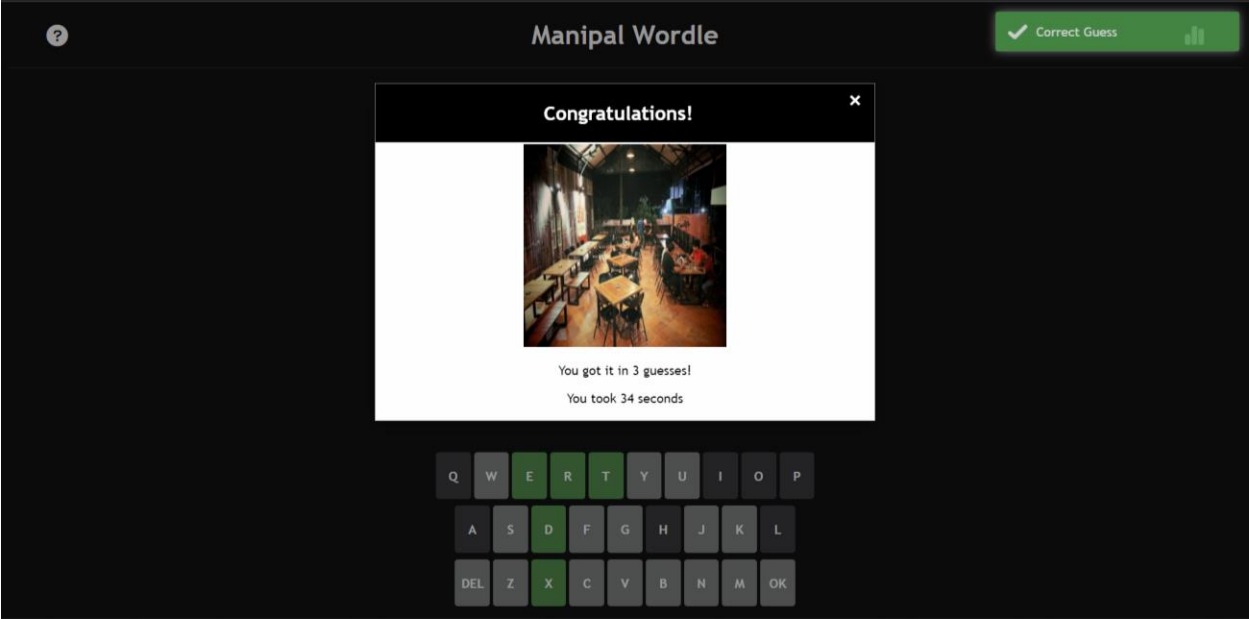 ?
Manipal Wordle
Correct Guess
Congratulations!
×
You got it in 3 guesses!
You took 34 seconds
Q W E R T Y U I O P
A S D F G H J K L
DEL Z X C V B N M OK